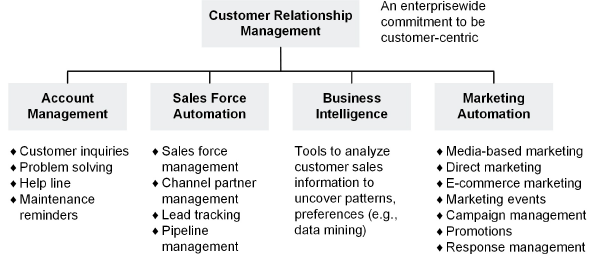 Customer Relationship
Management
An enterprisewide
commitment to be
customer-centric
Account
Management
♦ Customer inquiries
♦ Problem solving
♦ Help line
♦ Maintenance
reminders
Sales Force
Automation
♦ Sales force
management
♦ Channel partner
management
♦ Lead tracking
♦ Pipeline
management
Business
Intelligence
Tools to analyze
customer sales
information to
uncover patterns,
preferences (e.g.,
data mining)
Marketing
Automation
♦ Media-based marketing
♦ Direct marketing
♦ E-commerce marketing
♦ Marketing events
♦ Campaign management
♦ Promotions
♦ Response management